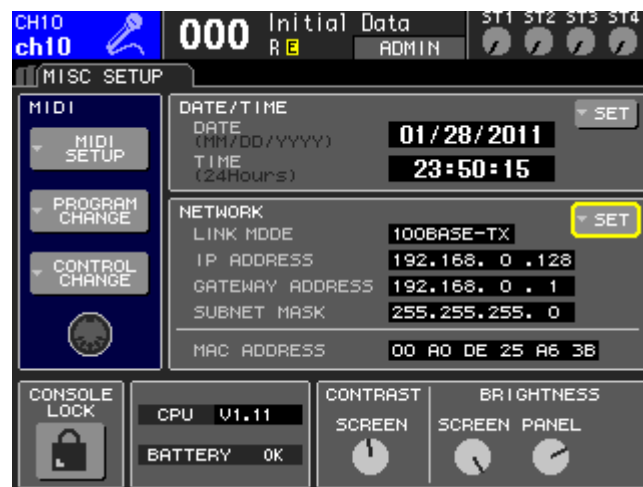 CH10
ch10
000
Initial Data
R E ADMIN
ST1 ST2 ST3 ST4
MISC SETUP
MIDI
MIDI SETUP
PROGRAM CHANGE
CONTROL CHANGE
DATE/TIME
SET
DATE
(MM/DD/YYYY)
01/28/2011
TIME
(24Hours)
23:50:15
NETWORK
SET
LINK MODE 100BASE-TX
IP ADDRESS 192.168. 0 .128
GATEWAY ADDRESS 192.168. 0 . 1
SUBNET MASK 255.255.255. 0
MAC ADDRESS 00 A0 DE 25 A6 3B
CONSOLE LOCK
CPU V1.11
BATTERY OK
CONTRAST
SCREEN
BRIGHTNESS
SCREEN PANEL